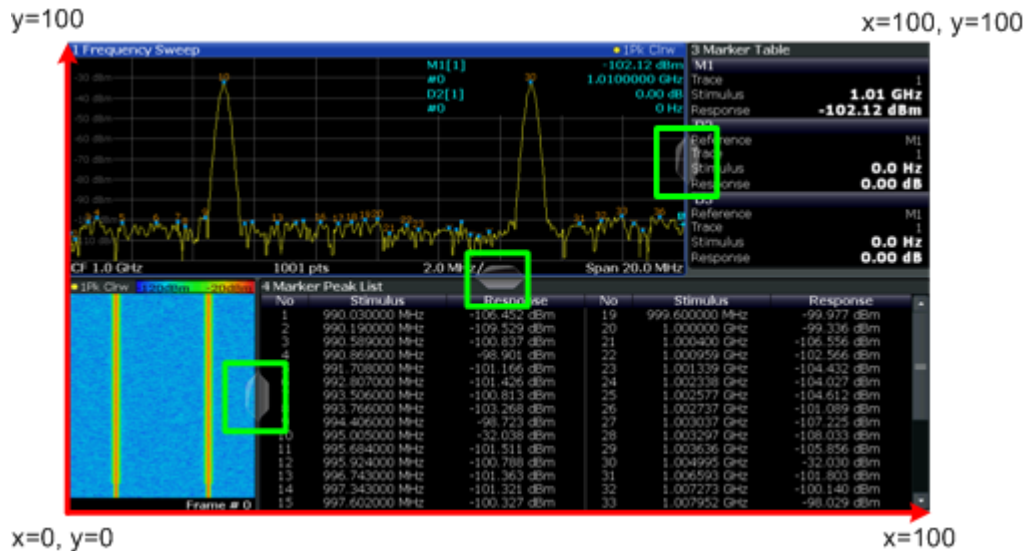 y=100
x=100, y=100
1 Frequency Sweep
1Pk Clrw
M1[1] -102.12 dBm
#0 1.0100000 GHz
D2[1] 0.00 dB
#0 0 Hz
-30 dBm
-40 dBm
-50 dBm
-60 dBm
-70 dBm
-80 dBm
-90 dBm
10
30
CF 1.0 GHz 1001 pts 2.0 MHz/ Span 20.0 MHz
3 Marker Table
M1
Trace 1
Stimulus 1.01 GHz
Response -102.12 dBm
Reference M1
Trace 1
Stimulus 0.0 Hz
Response 0.00 dB
D3
Reference M1
Trace 1
Stimulus 0.0 Hz
Response 0.00 dB
1Pk Clrw -120dBm -20dBm
Frame # 0
4 Marker Peak List
No Stimulus Response No Stimulus Response
1 990.030000 MHz -106.452 dBm 19 999.600000 MHz -99.977 dBm
2 990.190000 MHz -109.529 dBm 20 1.000000 GHz -99.336 dBm
3 990.589000 MHz -100.837 dBm 21 1.000400 GHz -106.556 dBm
4 990.869000 MHz -98.901 dBm 22 1.000959 GHz -102.566 dBm
991.708000 MHz -101.166 dBm 23 1.001339 GHz -104.432 dBm
992.807000 MHz -101.426 dBm 24 1.002338 GHz -104.027 dBm
993.506000 MHz -100.813 dBm 25 1.002577 GHz -104.612 dBm
993.766000 MHz -103.268 dBm 26 1.002737 GHz -101.089 dBm
994.406000 MHz -98.723 dBm 27 1.003037 GHz -107.225 dBm
10 995.005000 MHz -32.038 dBm 28 1.003297 GHz -108.033 dBm
11 995.684000 MHz -101.511 dBm 29 1.003636 GHz -105.856 dBm
12 995.924000 MHz -100.788 dBm 30 1.004995 GHz -32.030 dBm
13 996.743000 MHz -101.363 dBm 31 1.006593 GHz -101.803 dBm
14 997.343000 MHz -101.321 dBm 32 1.007273 GHz -100.140 dBm
15 997.602000 MHz -100.327 dBm 33 1.007952 GHz -98.029 dBm
x=0, y=0
x=100